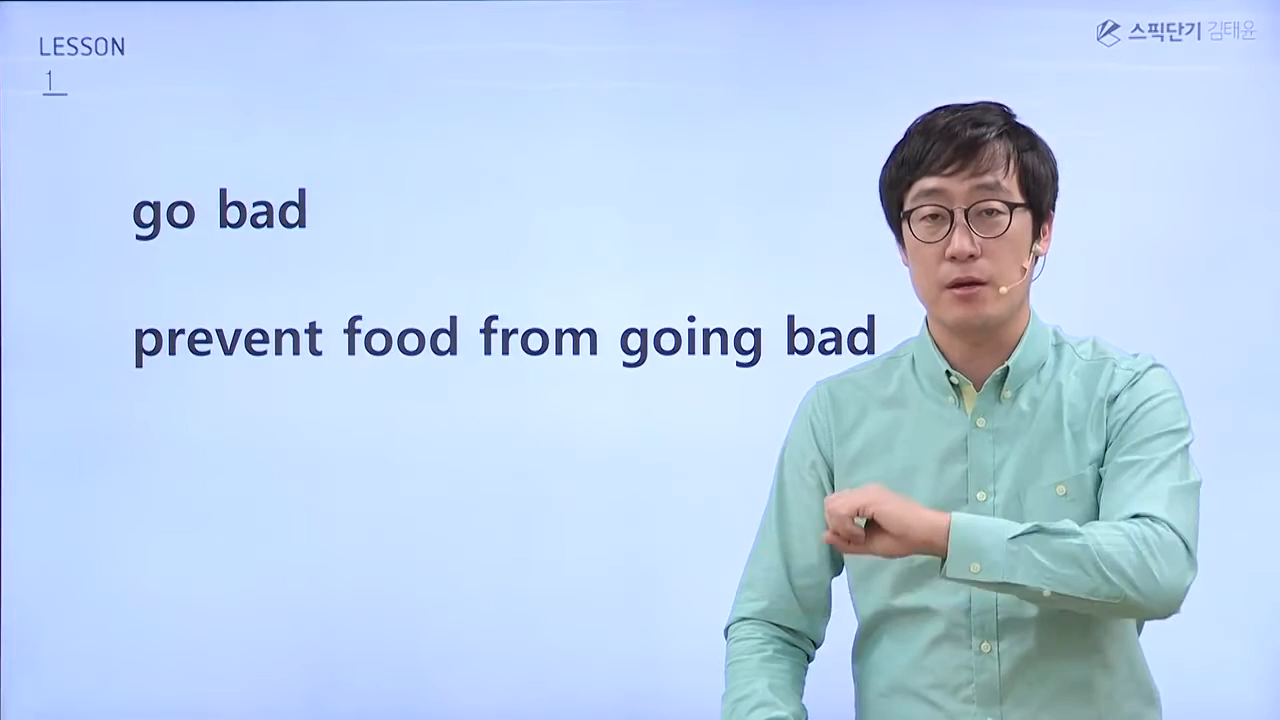 LESSON
1
스픽단기 김태윤
go bad
prevent food from going bad